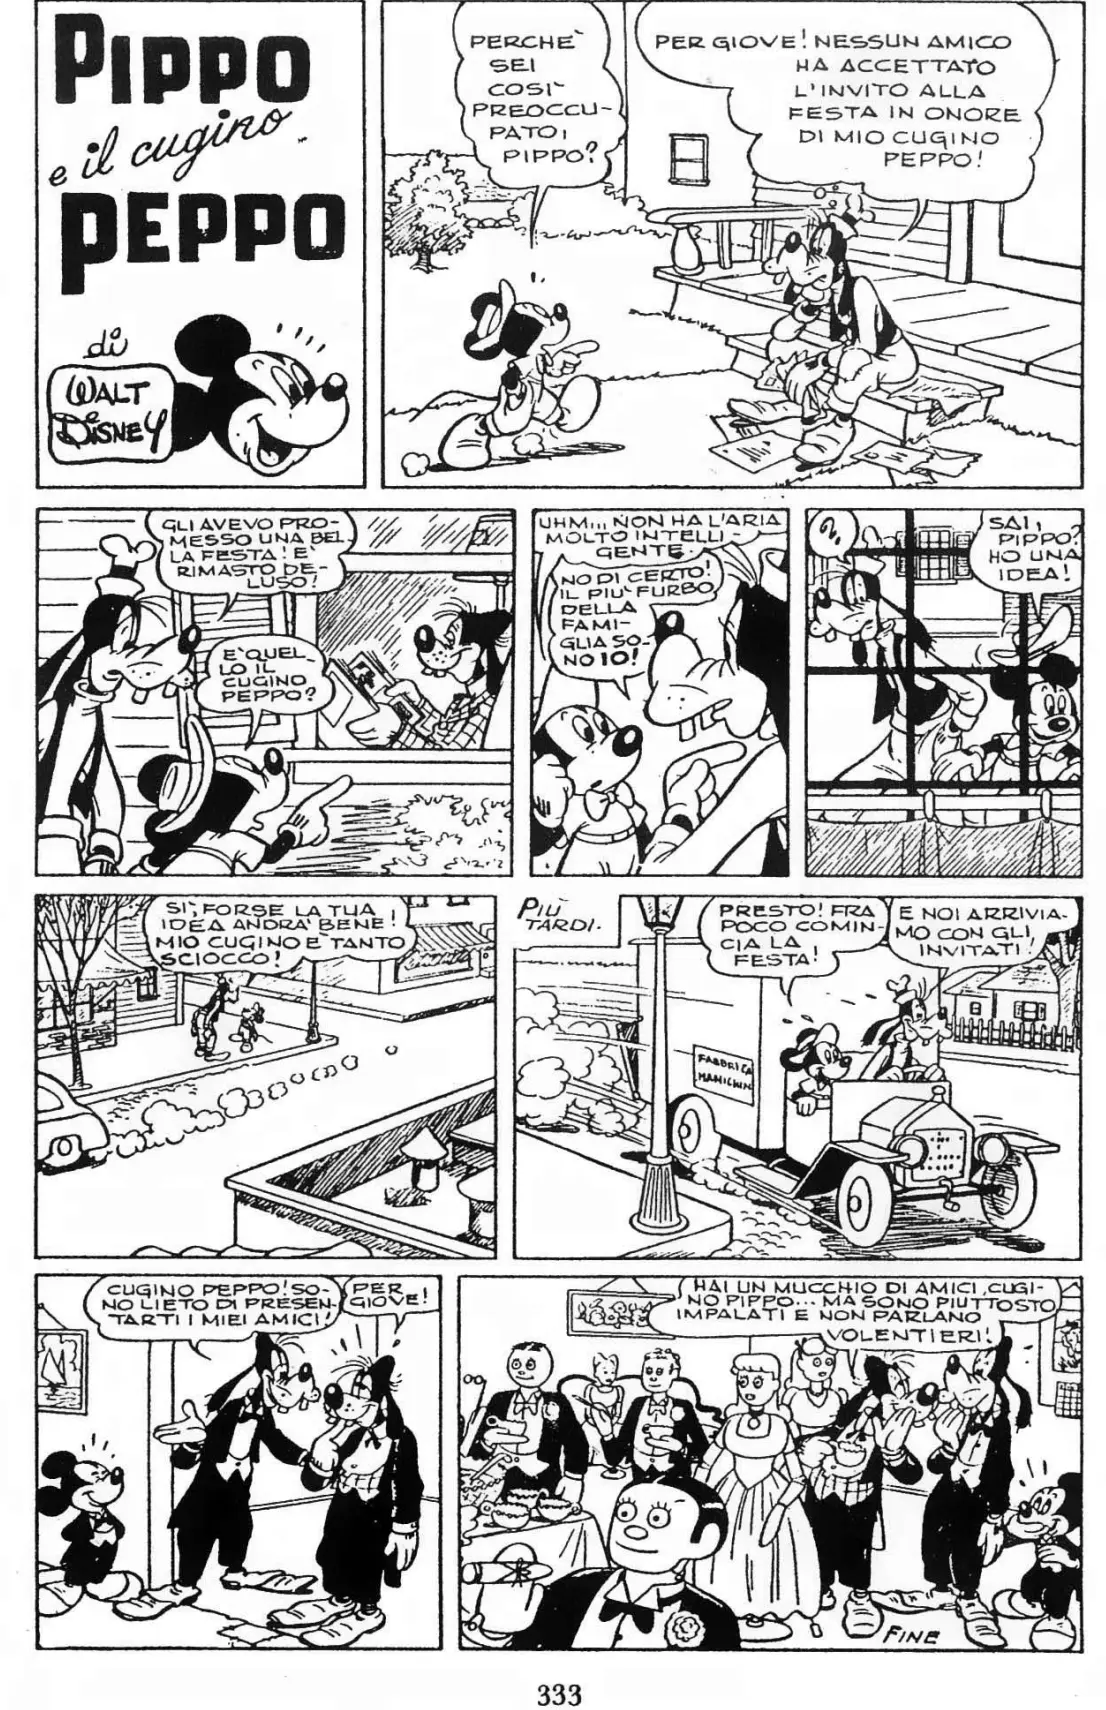 PIPPO
e il cugino
PEPPO
di
WALT
DISNEY
PERCHE`
SEI
COSI`
PREOCCU-
PATO,
PIPPO?
PER GIOVE! NESSUN AMICO
HA ACCETTATO
L'INVITO ALLA
FESTA IN ONORE
DI MIO CUGINO
PEPPO!
GLI AVEVO PRO-
MESSO UNA BEL
LA FESTA! E`
RIMASTO DE-
LUSO!
E` QUEL
LO IL
CUGINO
PEPPO?
UHM... NON HA L'ARIA
MOLTO INTELLI-
GENTE.
NO DI CERTO!
IL PIU` FURBO
DELLA
FAMI-
GLIA SO-
NO IO!
?
SAI,
PIPPO?
HO UNA
IDEA!
SI`, FORSE LA TUA
IDEA ANDRA` BENE!
MIO CUGINO E` TANTO
SCIOCCO!
PIÙ
TARDI.
PRESTO! FRA
POCO COMIN-
CIA LA
FESTA!
E NOI ARRIVIA-
MO CON GLI
INVITATI!
FABBRICA
MANICHINI
CUGINO PEPPO! SO-
NO LIETO DI PRESEN-
TARTI I MIEI AMICI!
PER
GIOVE!
HAI UN MUCCHIO DI AMICI, CUGI-
NO PIPPO... MA SONO PIUTTOSTO
IMPALATI E NON PARLANO
VOLENTIERI!
FINE
333